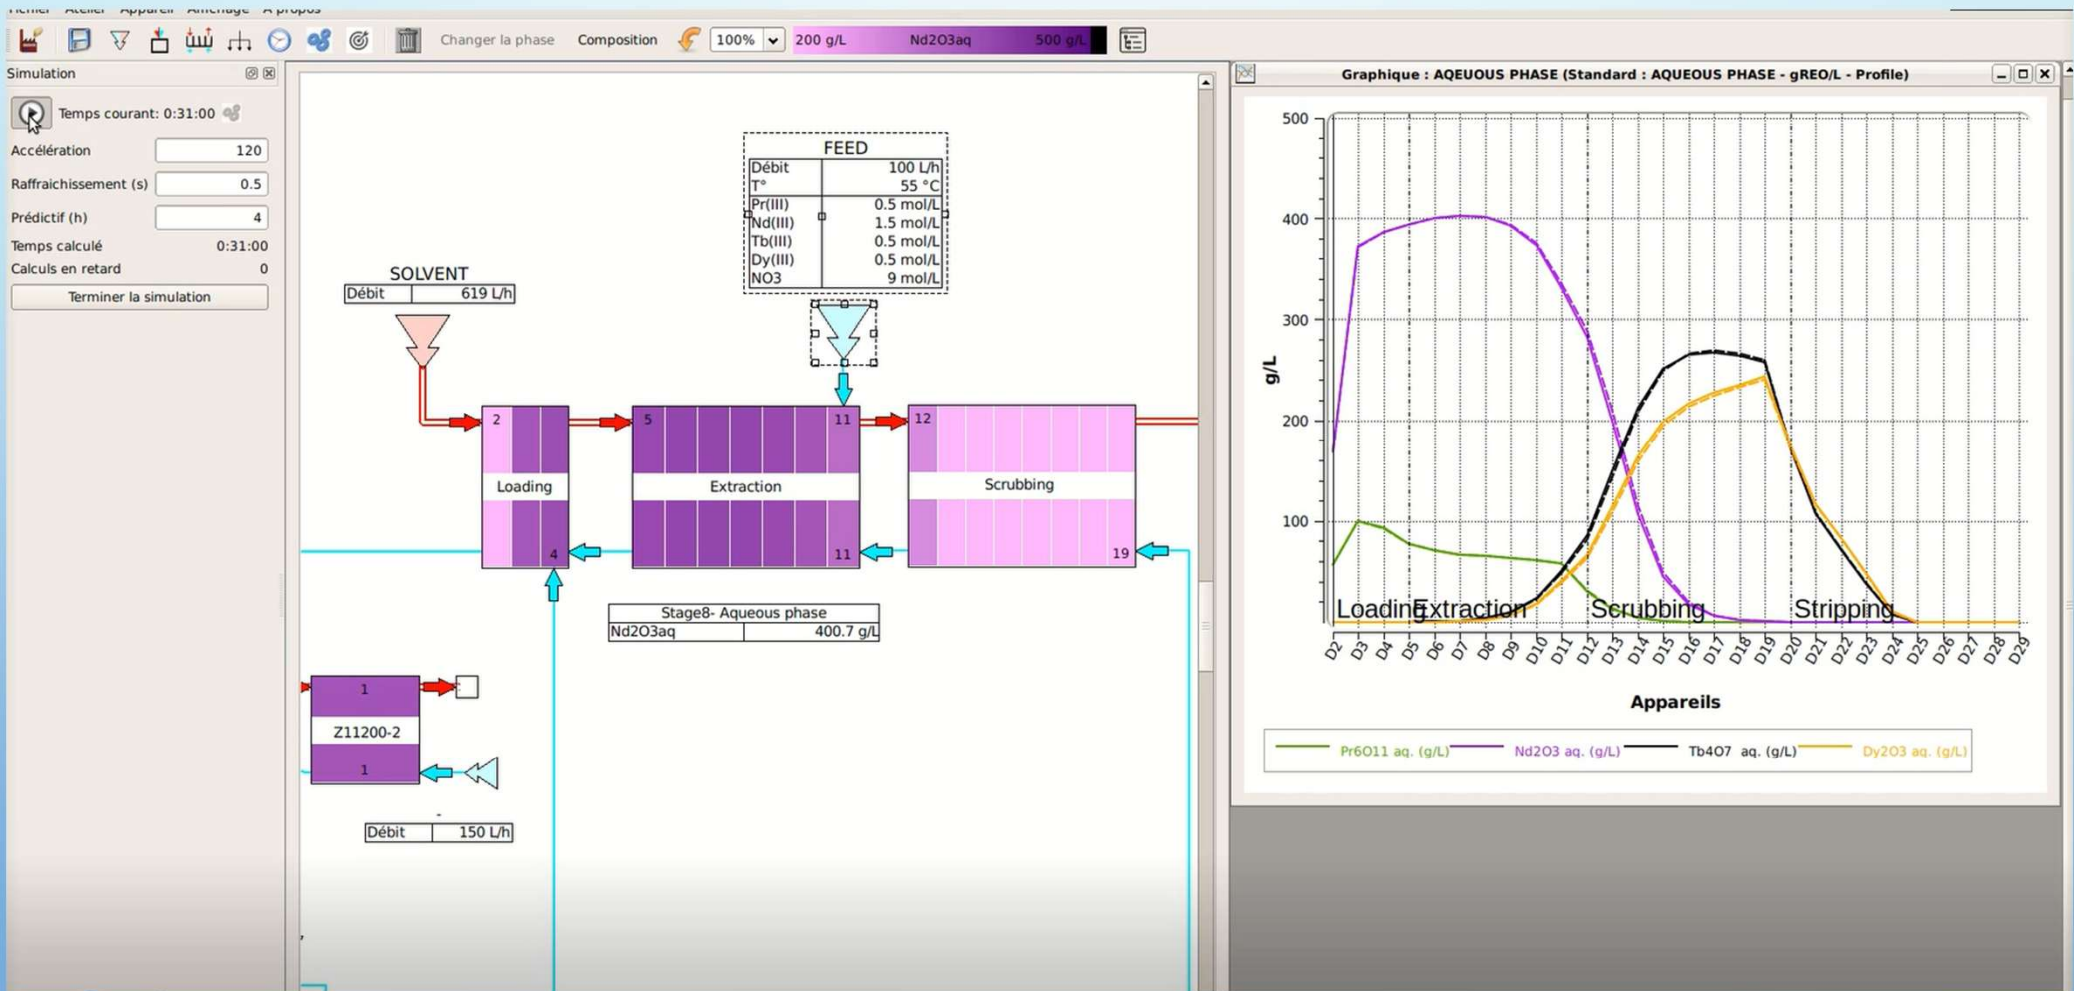 Fichier Atelier Appareil Affichage A propos
Changer la phase Composition 100% 200 g/L Nd2O3aq 500 g/L
Simulation
Temps courant: 0:31:00
Accélération 120
Raffraichissement (s) 0.5
Prédictif (h) 4
Temps calculé 0:31:00
Calculs en retard 0
Terminer la simulation
FEED
Débit 100 L/h
T° 55 °C
Pr(III) 0.5 mol/L
Nd(III) 1.5 mol/L
Tb(III) 0.5 mol/L
Dy(III) 0.5 mol/L
NO3 9 mol/L
SOLVENT
Débit 619 L/h
2 5 11 12
Loading Extraction Scrubbing
4 11 19
Stage8- Aqueous phase
Nd2O3aq 400.7 g/L
1
Z11200-2
1
-
Débit 150 L/h
Graphique : AQEUOUS PHASE (Standard : AQUEOUS PHASE - gREO/L - Profile)
500
400
300
200
100
g/L
Loading Extraction Scrubbing Stripping
D2 D3 D4 D5 D6 D7 D8 D9 D10 D11 D12 D13 D14 D15 D16 D17 D18 D19 D20 D21 D22 D23 D24 D25 D26 D27 D28 D29
Appareils
Pr6O11 aq. (g/L) Nd2O3 aq. (g/L) Tb4O7 aq. (g/L) Dy2O3 aq. (g/L)